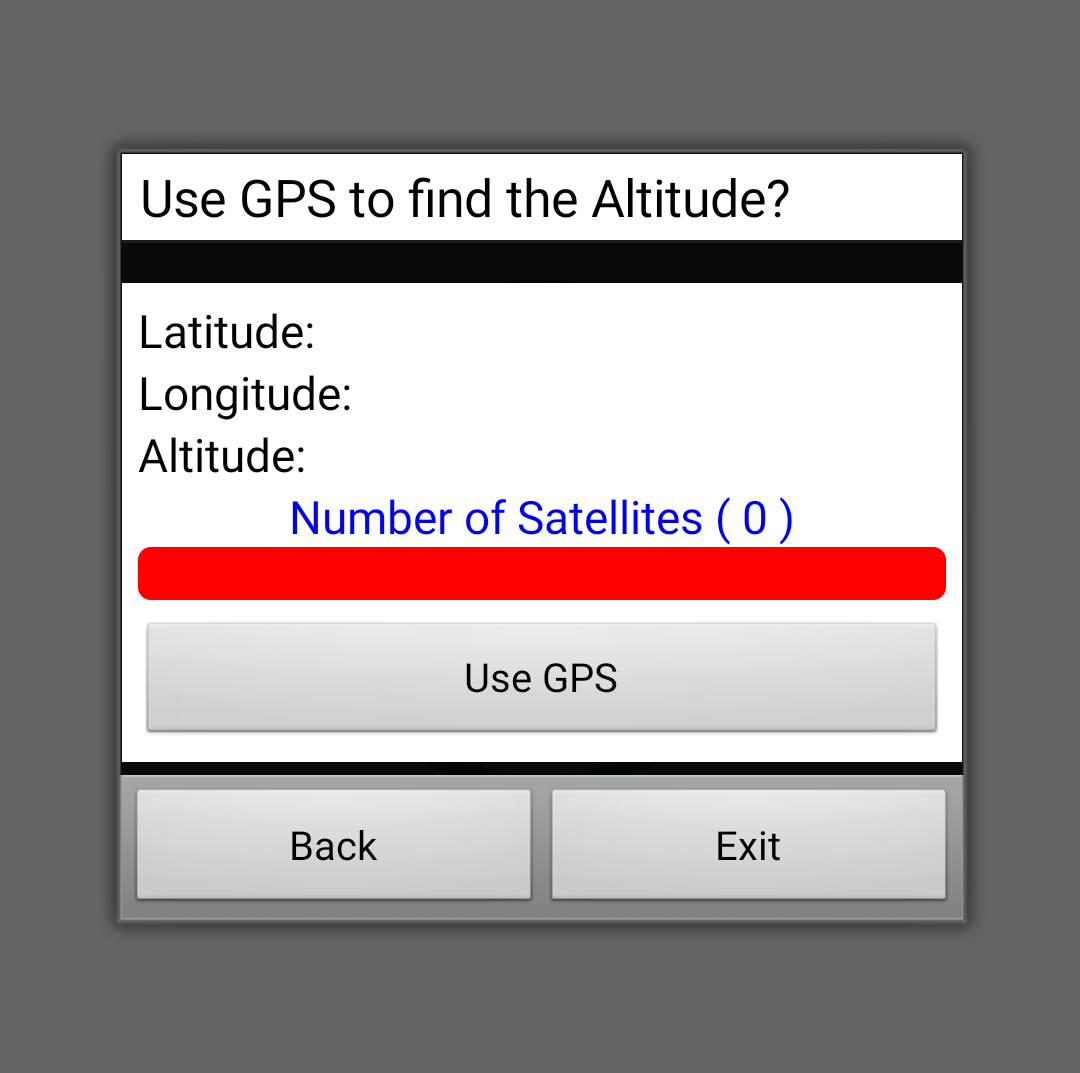 Use GPS to find the Altitude?
Latitude:
Longitude:
Altitude:
Number of Satellites ( 0 )
Use GPS
Back
Exit